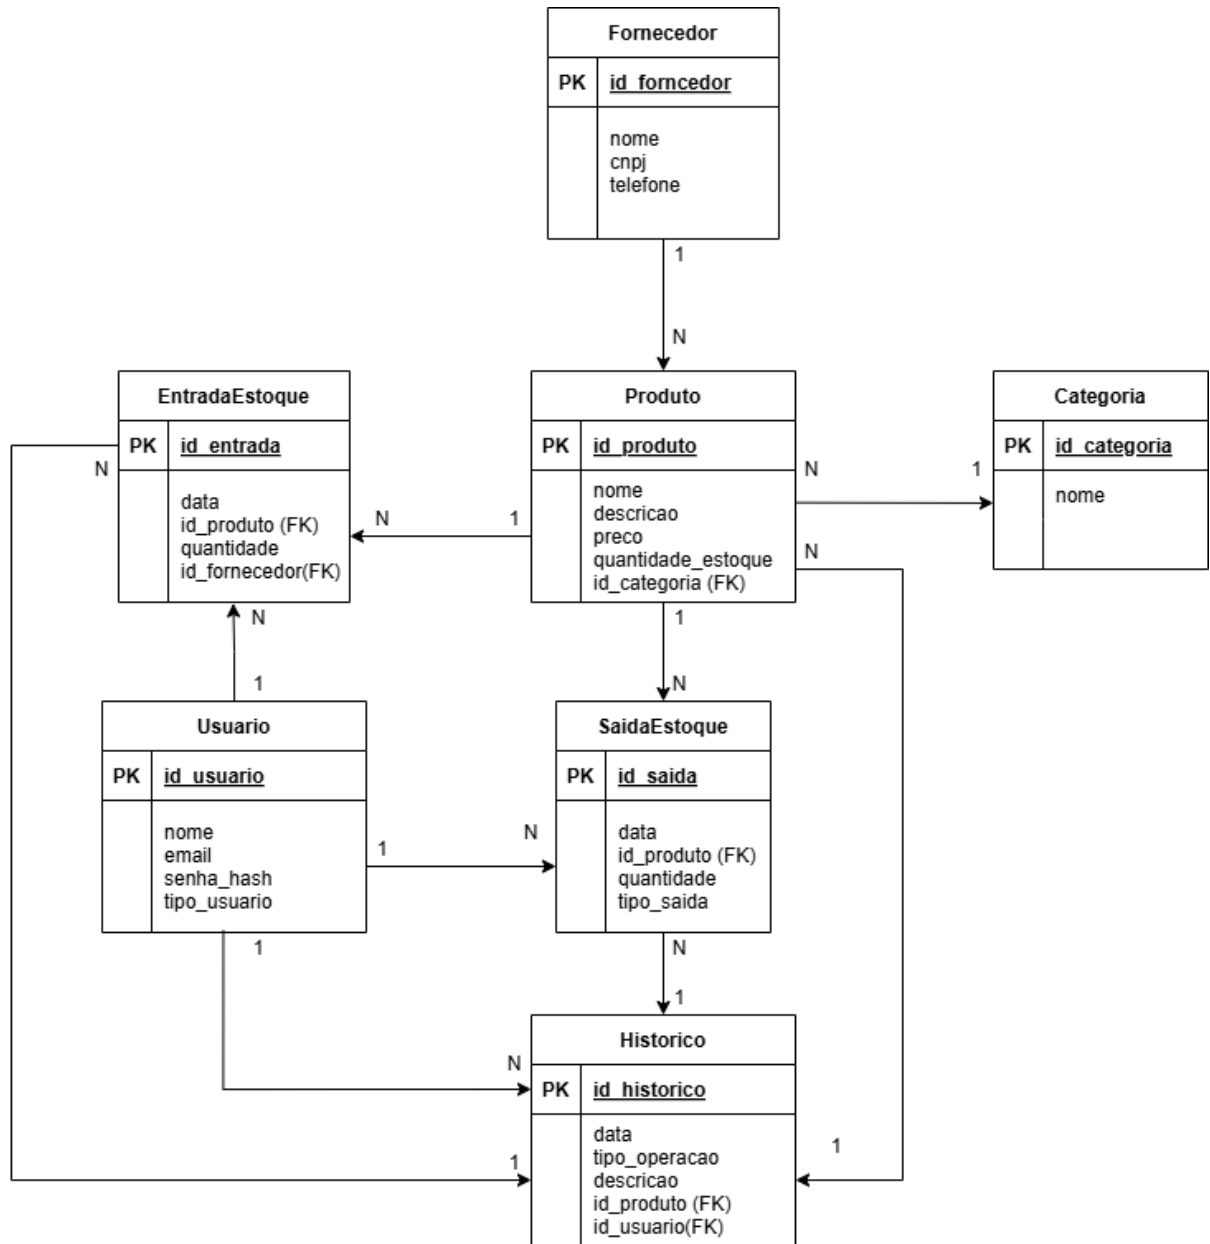 Fornecedor
PK id_forncedor
nome
cnpj
telefone
1
N
EntradaEstoque
PK id_entrada
data
id_produto (FK)
quantidade
id_fornecedor(FK)
N
N
1
Produto
PK id_produto
nome
descricao
preco
quantidade_estoque
id_categoria (FK)
N
1
N
Categoria
PK id_categoria
nome
N
1
1
N
Usuario
PK id_usuario
nome
email
senha_hash
tipo_usuario
1
N
SaidaEstoque
PK id_saida
data
id_produto (FK)
quantidade
tipo_saida
1
N
1
N
1
1
Historico
PK id_historico
data
tipo_operacao
descricao
id_produto (FK)
id_usuario(FK)